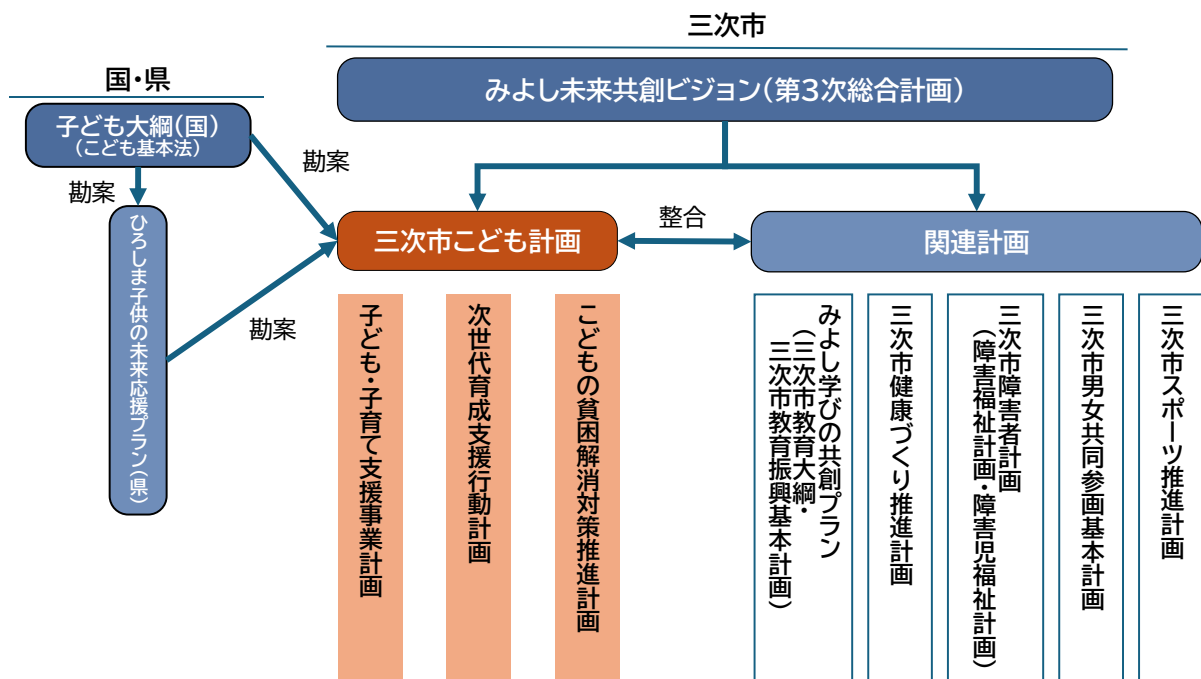 三次市
国・県
みよし未来共創ビジョン(第3次総合計画)
子ども大綱(国)
(こども基本法)
勘案
勘案
ひろしま子供の未来応援プラン(県)
勘案
三次市こども計画
整合
関連計画
子ども・子育て支援事業計画
次世代育成支援行動計画
こどもの貧困解消対策推進計画
みよし学びの共創プラン
(三次市教育大綱・
三次市教育振興基本計画)
三次市健康づくり推進計画
三次市障害者計画
(障害福祉計画・障害児福祉計画)
三次市男女共同参画基本計画
三次市スポーツ推進計画